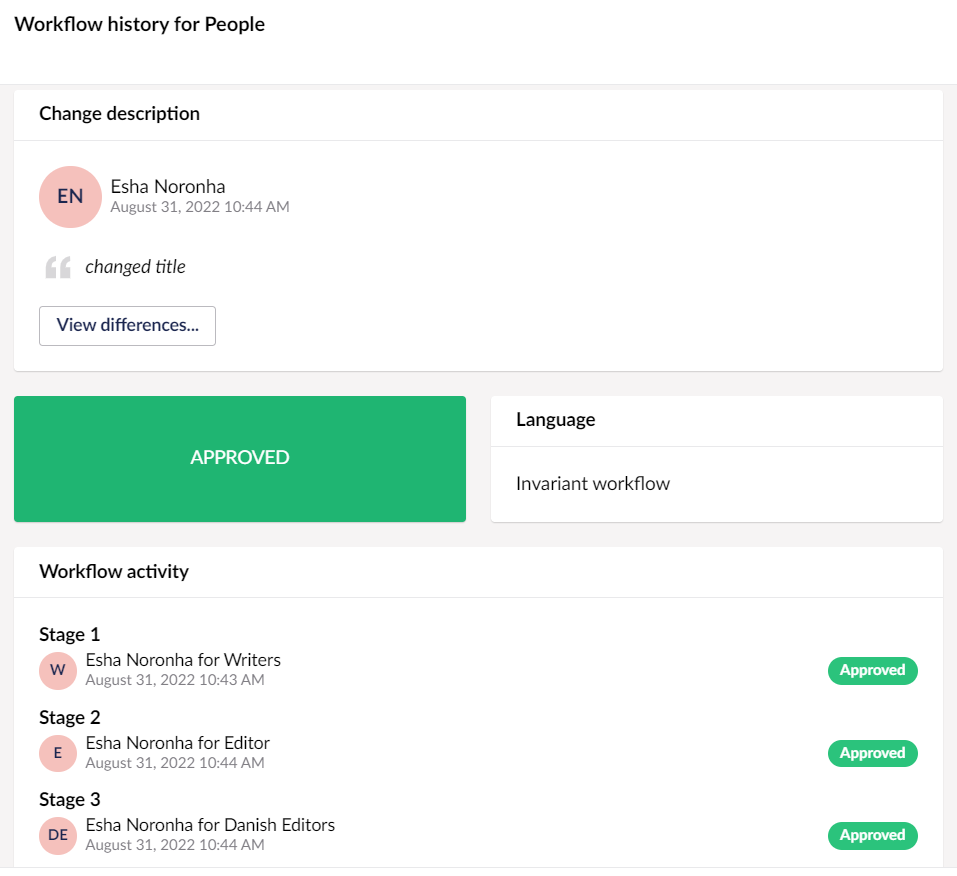 Workflow history for People
Change description
EN
Esha Noronha
August 31, 2022 10:44 AM
changed title
View differences...
APPROVED
Language
Invariant workflow
Workflow activity
Stage 1
W
Esha Noronha for Writers
August 31, 2022 10:43 AM
Approved
Stage 2
E
Esha Noronha for Editor
August 31, 2022 10:44 AM
Approved
Stage 3
DE
Esha Noronha for Danish Editors
August 31, 2022 10:44 AM
Approved